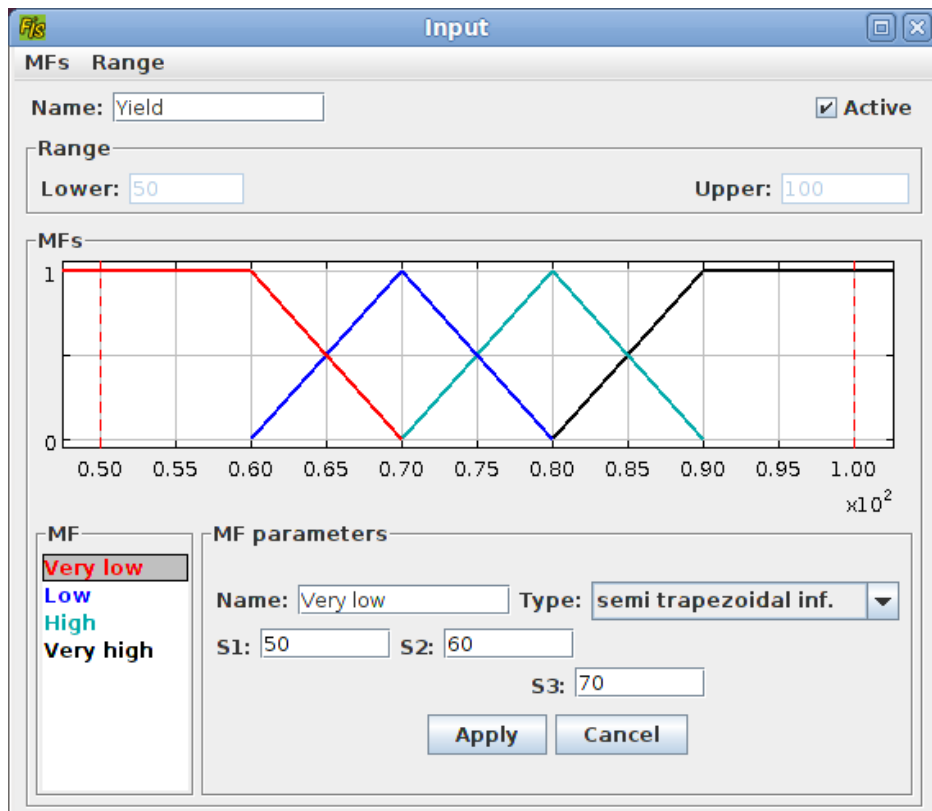 Fis Input
MFs Range
Name: Yield Active
Range
Lower: 50 Upper: 100
MFs
1
0
0.50 0.55 0.60 0.65 0.70 0.75 0.80 0.85 0.90 0.95 1.00
x10²
MF
Very low
Low
High
Very high
MF parameters
Name: Very low Type: semi trapezoidal inf.
S1: 50 S2: 60
S3: 70
Apply Cancel